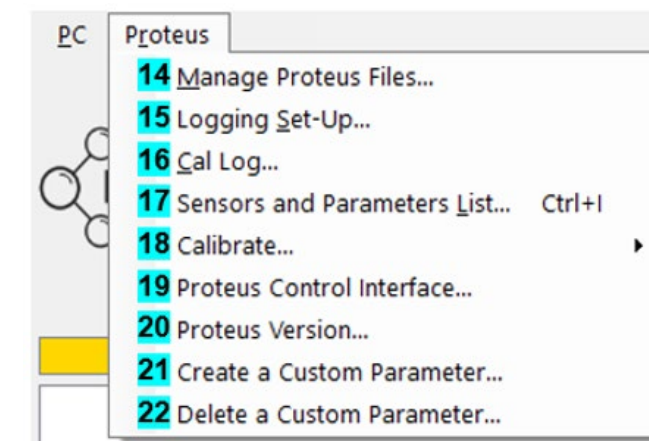 PC Proteus
14 Manage Proteus Files...
15 Logging Set-Up...
16 Cal Log...
17 Sensors and Parameters List... Ctrl+I
18 Calibrate...
19 Proteus Control Interface...
20 Proteus Version...
21 Create a Custom Parameter...
22 Delete a Custom Parameter...